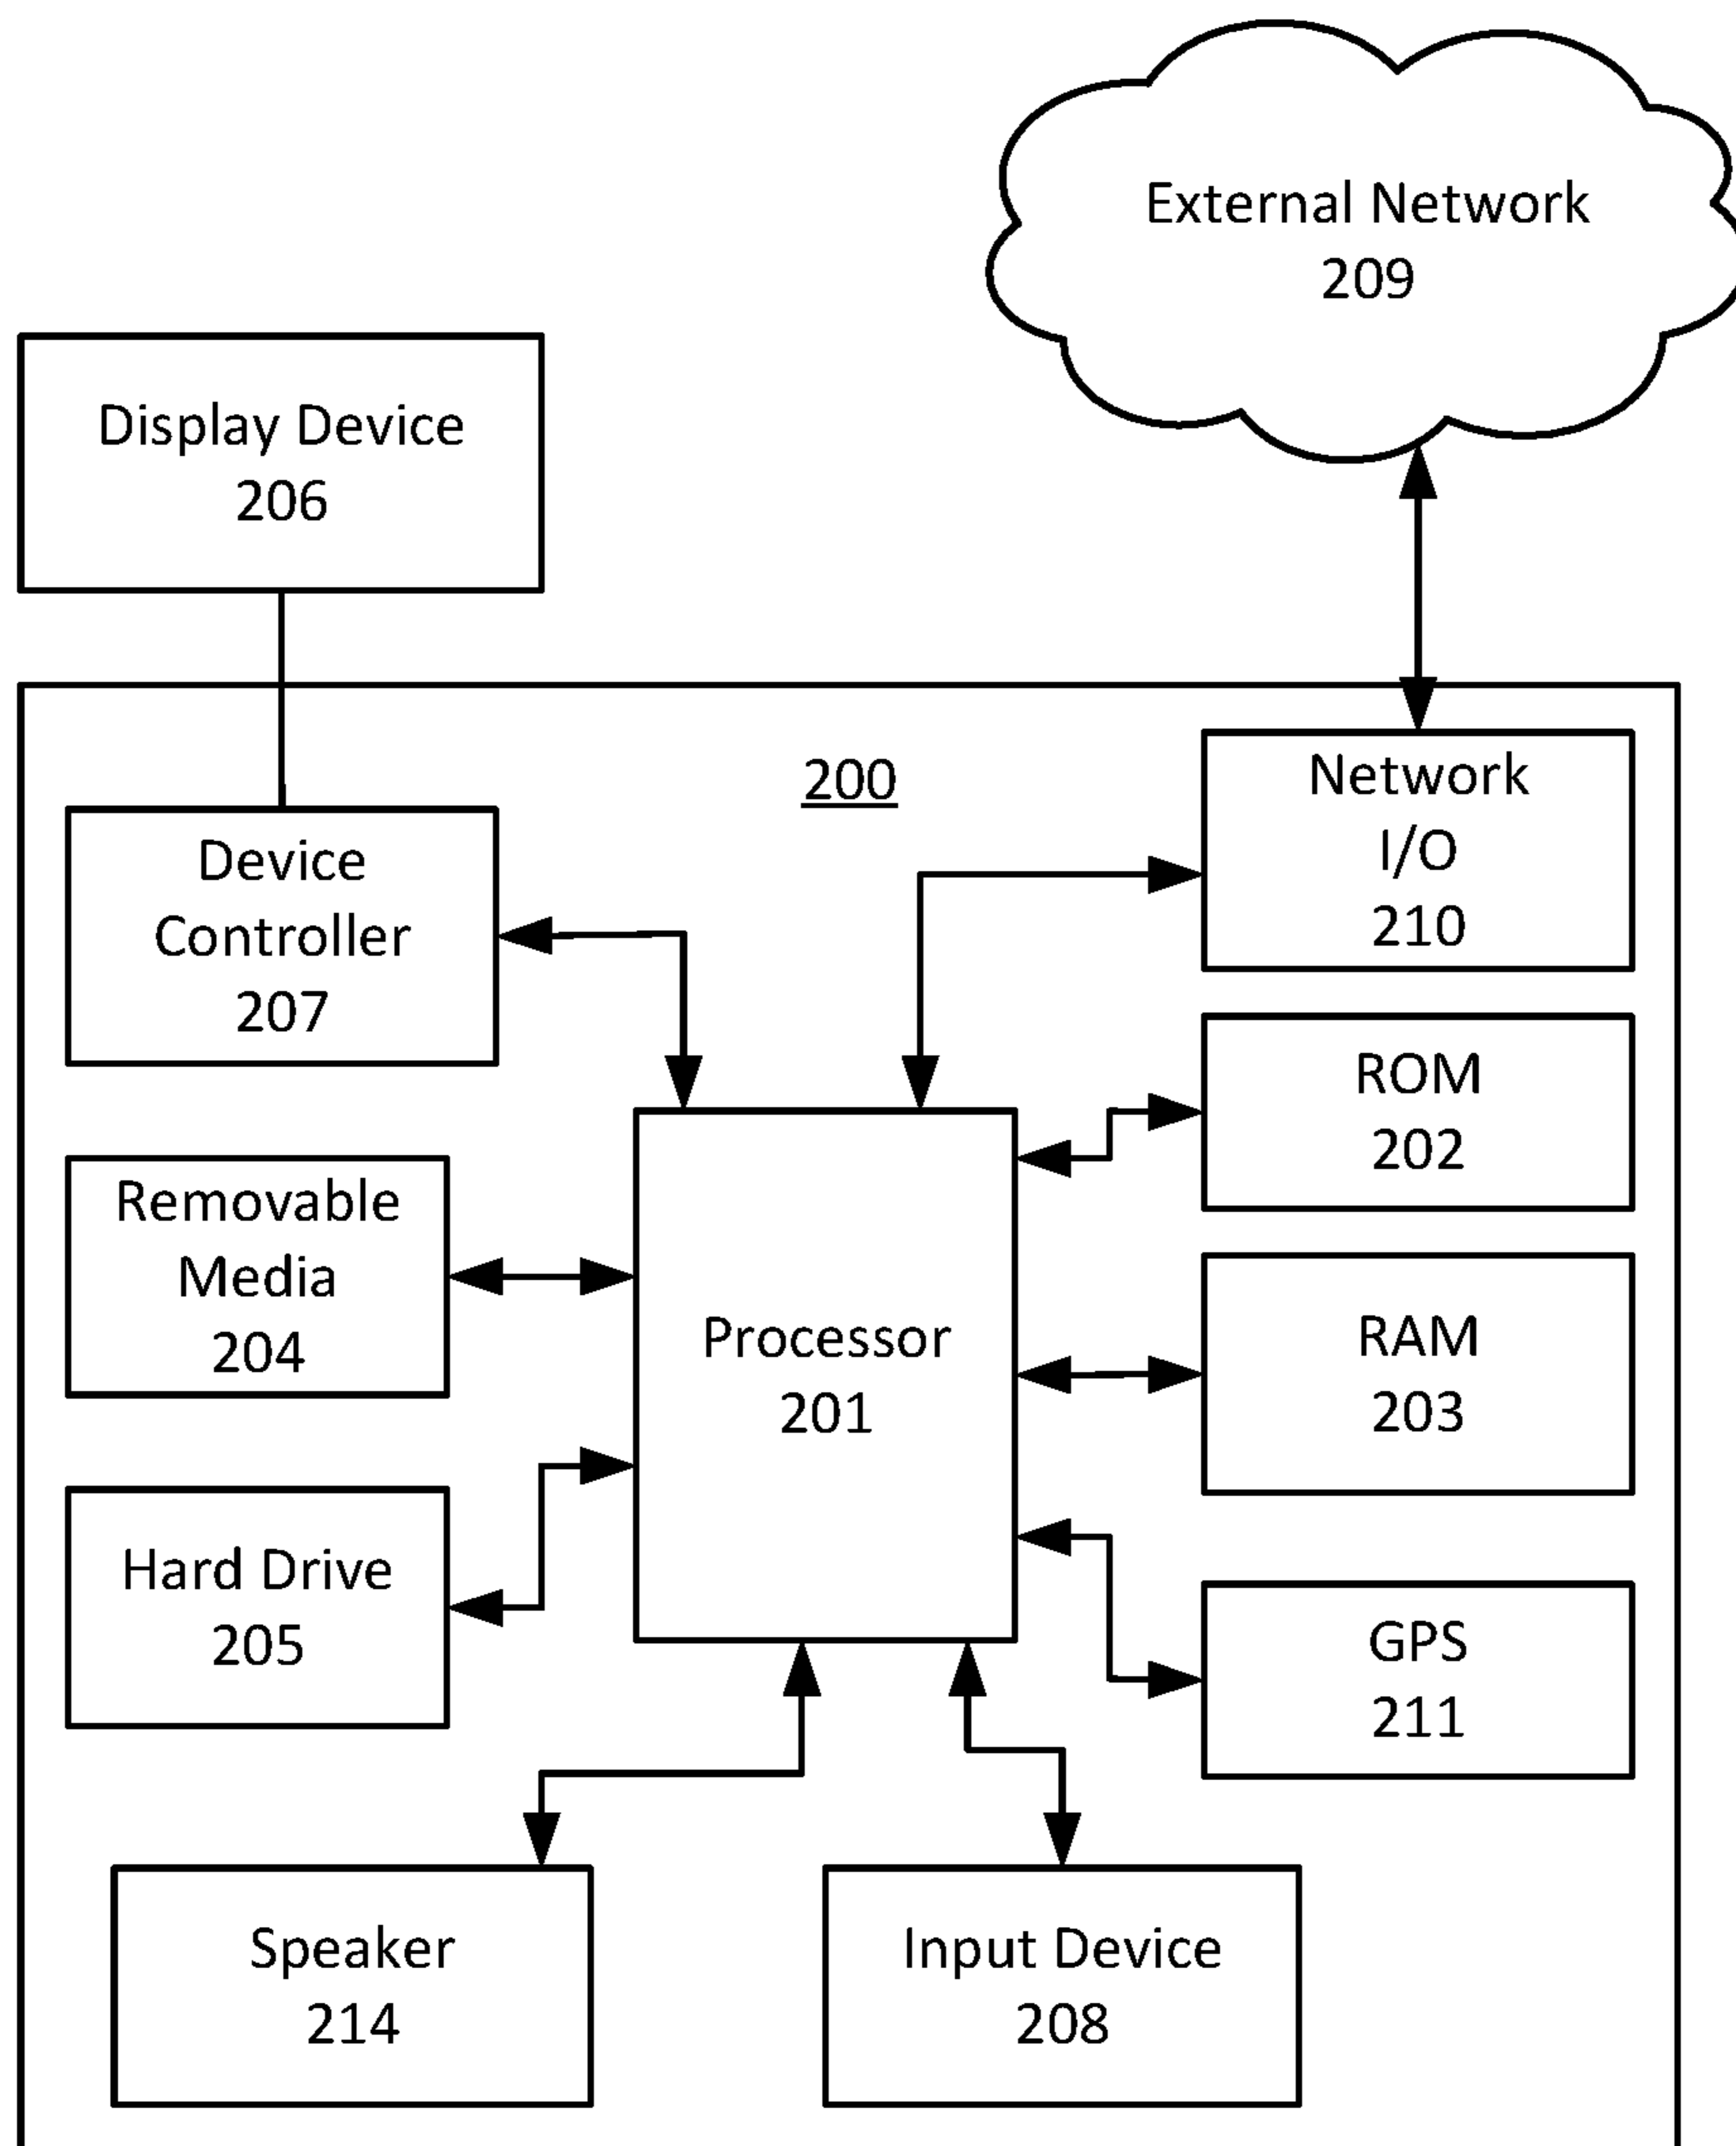 External Network
209
Display Device
206
200
Network
I/O
210
Device
Controller
207
ROM
202
Removable
Media
204
Processor
201
RAM
203
Hard Drive
205
GPS
211
Speaker
214
Input Device
208